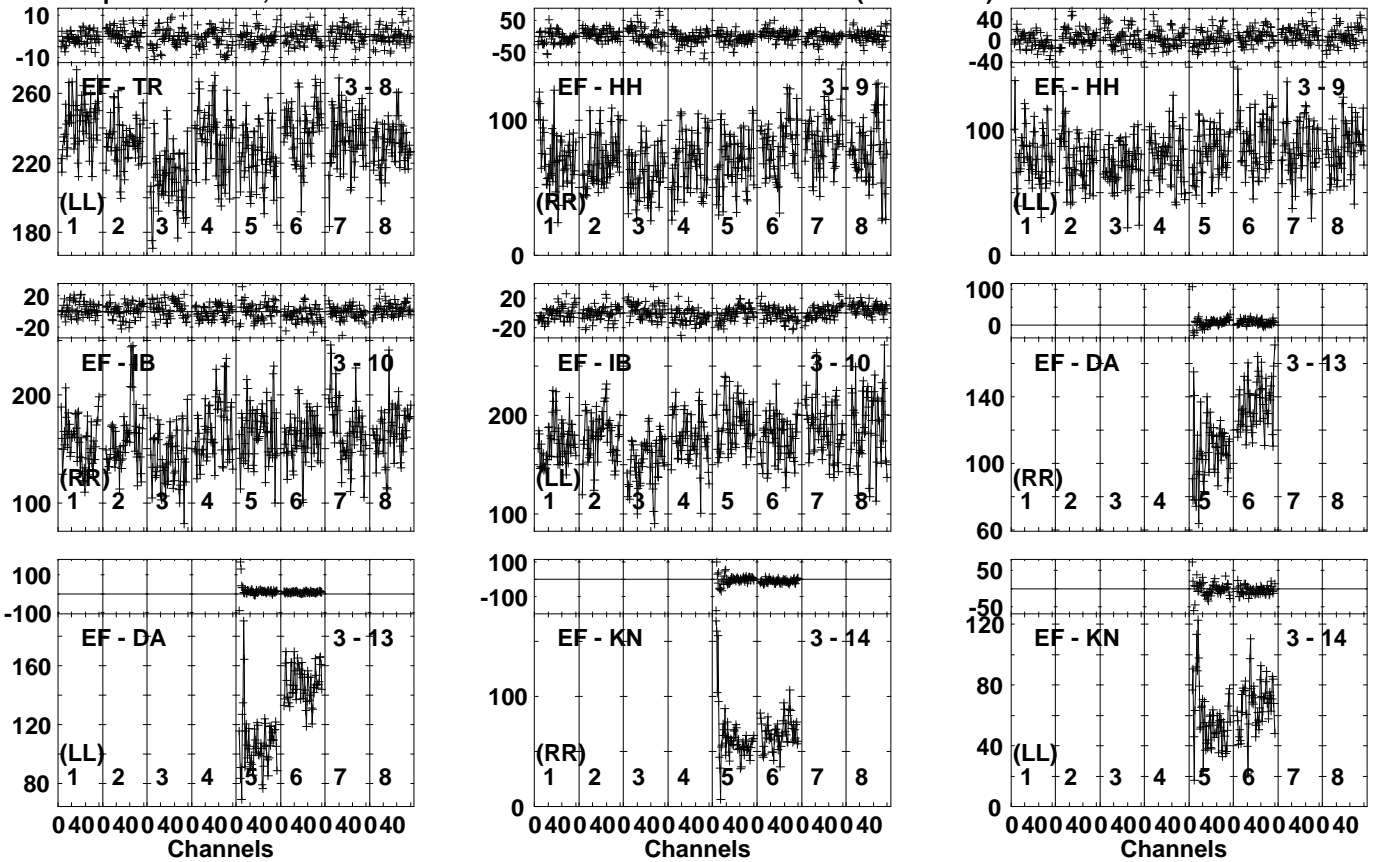 10 50 40
-10 -50 0
-40
260 EF - TR 3 - 8 EF - HH 3 - 9 EF - HH 3 - 9
100 100
220
(LL) (RR) (LL)
180 1 2 3 4 5 6 7 8 1 2 3 4 5 6 7 8 1 2 3 4 5 6 7 8
0 0
20 20 100
-20 -20 0
EF - IB 3 - 10 EF - IB 3 - 10 EF - DA 3 - 13
200 200 140
100
(RR) (LL) (RR)
100 1 2 3 4 5 6 7 8 100 1 2 3 4 5 6 7 8 1 2 3 4 5 6 7 8
60
100 100 50
-100 -100 -50
EF - DA 3 - 13 EF - KN 3 - 14 EF - KN 3 - 14
120
160 100 80
120
(LL) (RR) (LL)
40
80 1 2 3 4 5 6 7 8 1 2 3 4 5 6 7 8 1 2 3 4 5 6 7 8
0 0
0 40 0 40 0 40 0 40 0 40 0 40 0 40 0 40 0 40 0 40 0 40 0 40 0 40 0 40 0 40 0 40 0 40 0 40 0 40 0 40 0 40 0 40 0 40 0 40
Channels Channels Channels